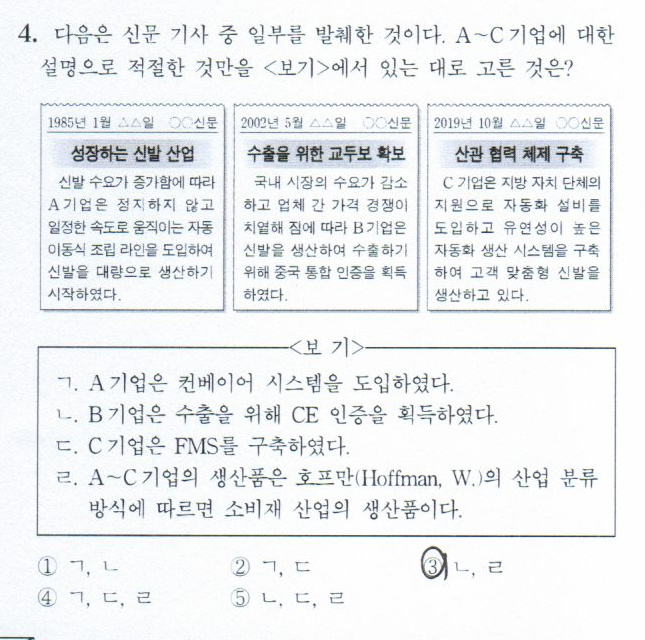 4. 다음은 신문 기사 중 일부를 발췌한 것이다. A~C 기업에 대한
설명으로 적절한 것만을 <보기>에서 있는 대로 고른 것은?
1985년 1월 △△일 ○○신문
성장하는 신발 산업
신발 수요가 증가함에 따라
A 기업은 정지하지 않고
일정한 속도로 움직이는 자동
이동식 조립 라인을 도입하여
신발을 대량으로 생산하기
시작하였다.
2002년 5월 △△일 ○○신문
수출을 위한 교두보 확보
국내 시장의 수요가 감소
하고 업체 간 가격 경쟁이
치열해 짐에 따라 B 기업은
신발을 생산하여 수출하기
위해 중국 통합 인증을 획득
하였다.
2019년 10월 △△일 ○○신문
산관 협력 체제 구축
C 기업은 지방 자치 단체의
지원으로 자동화 설비를
도입하고 유연성이 높은
자동화 생산 시스템을 구축
하여 고객 맞춤형 신발을
생산하고 있다.
<보 기>
ㄱ. A 기업은 컨베이어 시스템을 도입하였다.
ㄴ. B 기업은 수출을 위해 CE 인증을 획득하였다.
ㄷ. C 기업은 FMS를 구축하였다.
ㄹ. A~C 기업의 생산품은 호프만(Hoffman, W.)의 산업 분류
방식에 따르면 소비재 산업의 생산품이다.
① ㄱ, ㄴ ② ㄱ, ㄷ ③ ㄴ, ㄹ
④ ㄱ, ㄷ, ㄹ ⑤ ㄴ, ㄷ, ㄹ